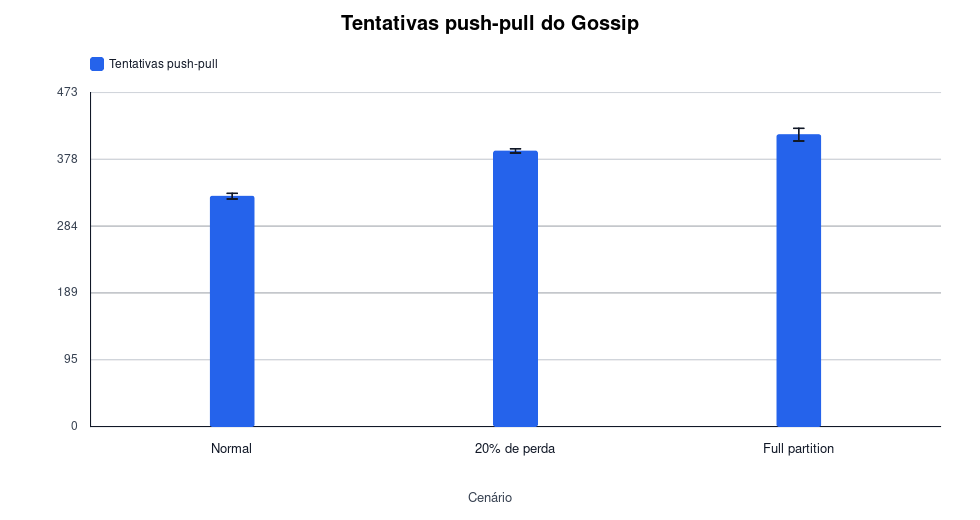 Tentativas push-pull do Gossip
Tentativas push-pull
473
378
284
189
95
0
Normal
20% de perda
Full partition
Cenário